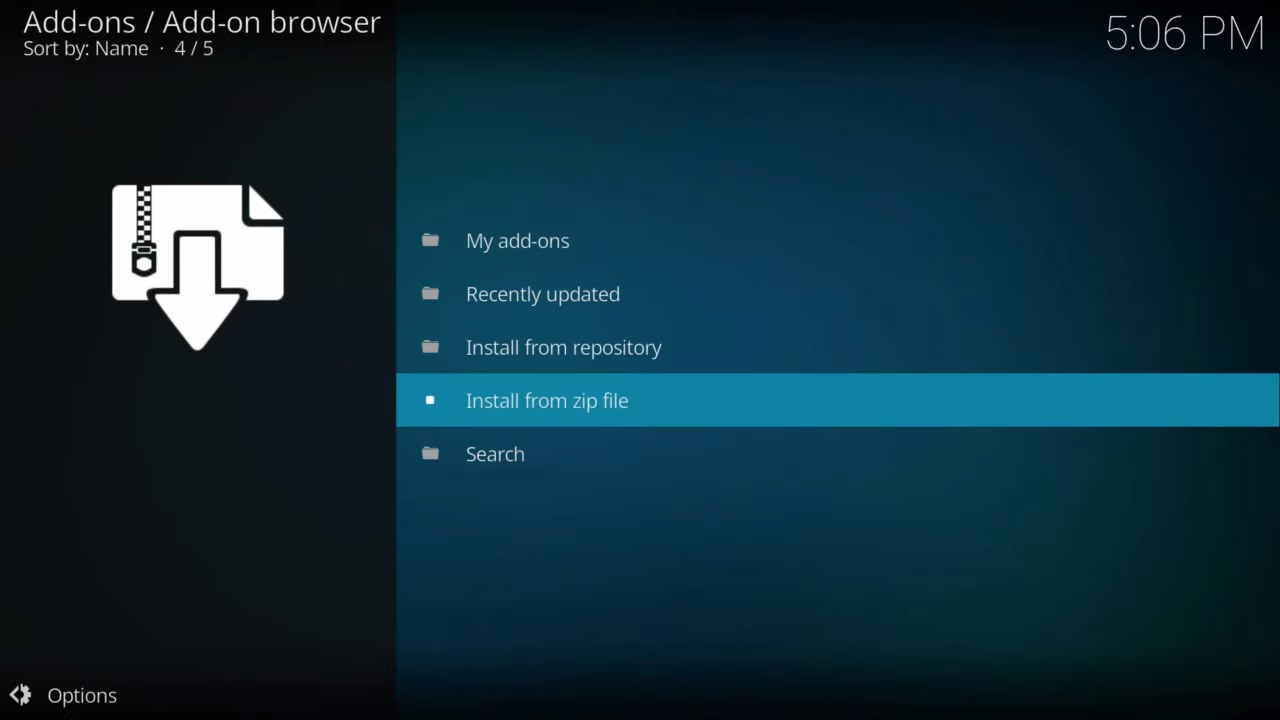 Add-ons / Add-on browser
Sort by: Name · 4 / 5
5:06 PM
My add-ons
Recently updated
Install from repository
Install from zip file
Search
Options